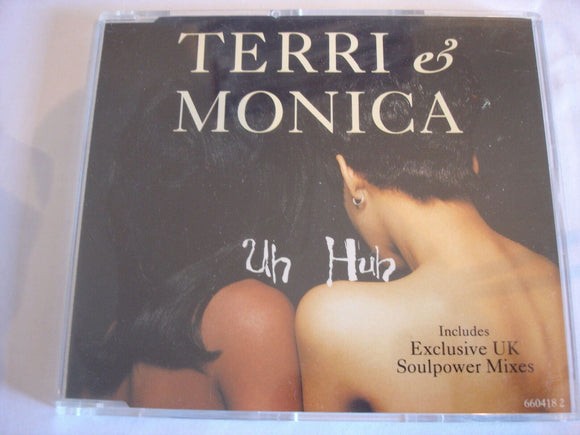 TERRI &
MONICA
Uh Huh
Includes
Exclusive UK
Soulpower Mixes
660418 2